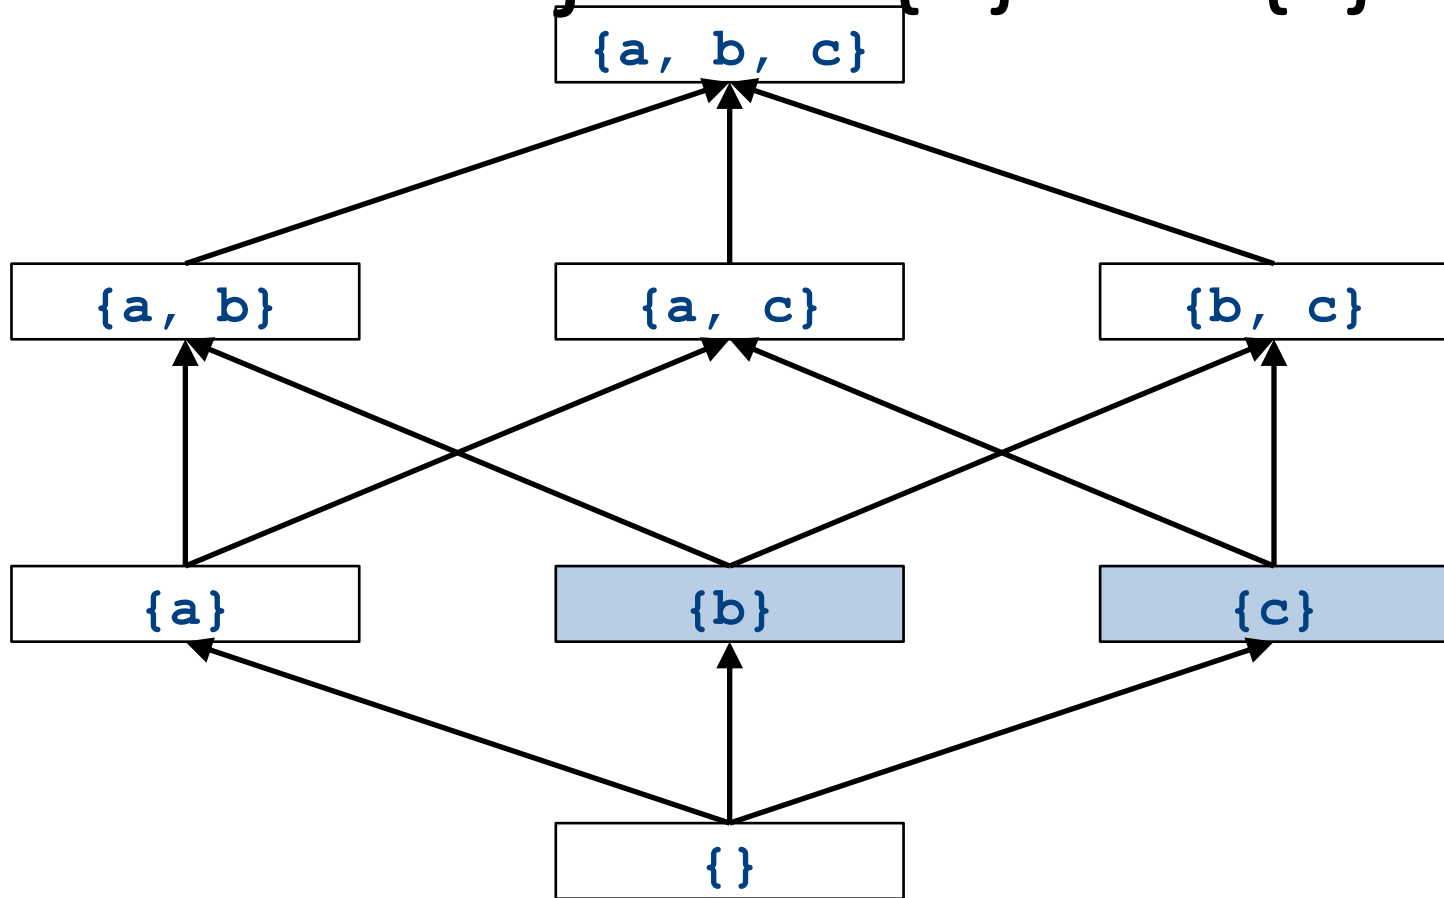 {a, b, c}
{a, b} {a, c} {b, c}
{a} {b} {c}
{}